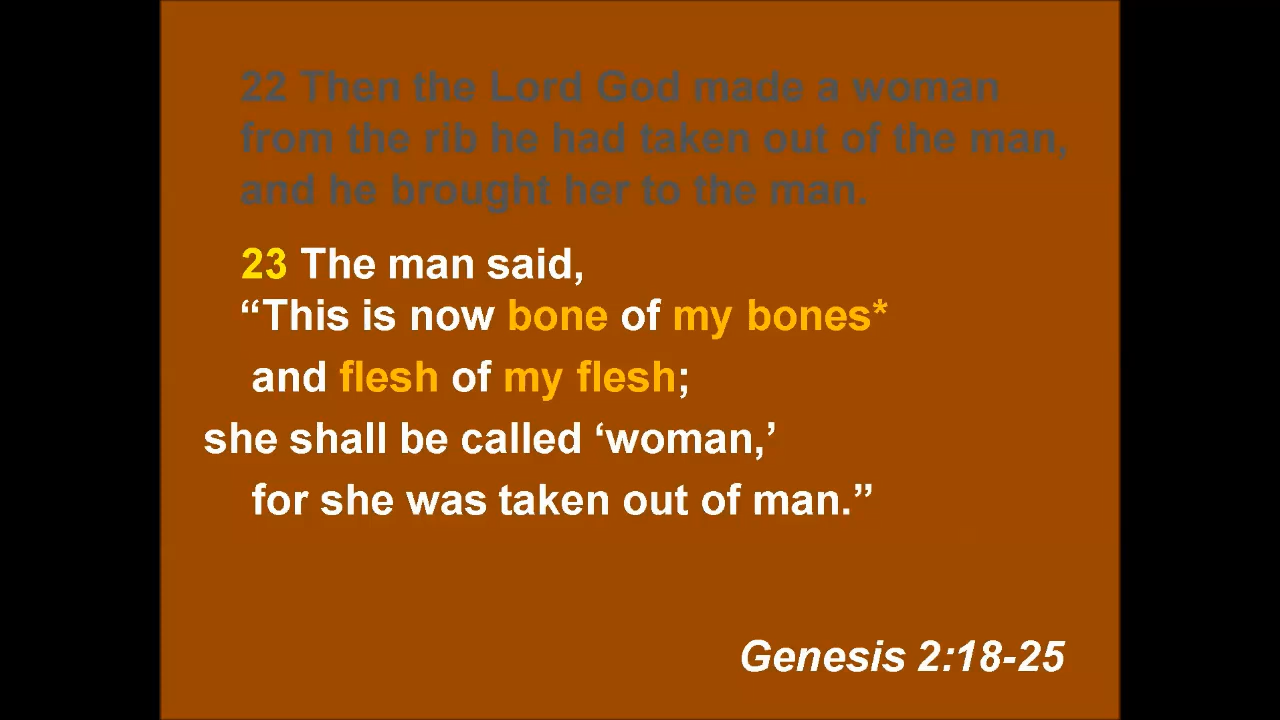 22 Then the Lord God made a woman
from the rib he had taken out of the man,
and he brought her to the man.
23 The man said,
“This is now bone of my bones*
and flesh of my flesh;
she shall be called ‘woman,’
for she was taken out of man.”
Genesis 2:18-25